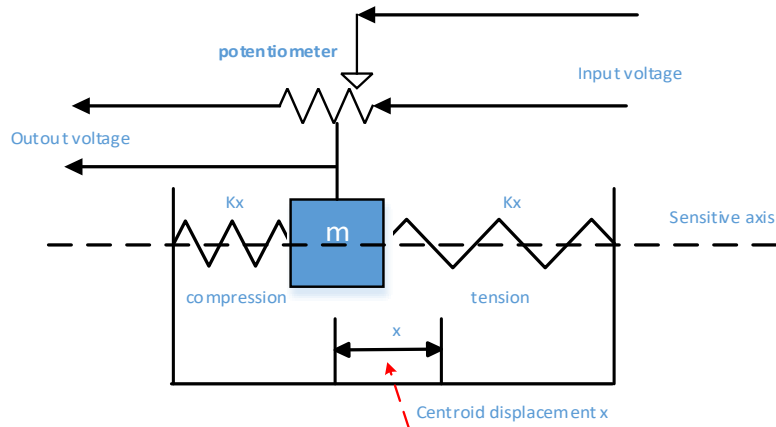 potentiometer
Input voltage
Outout voltage
Kx
Kx
Sensitive axis
m
compression
tension
x
Centroid displacement x